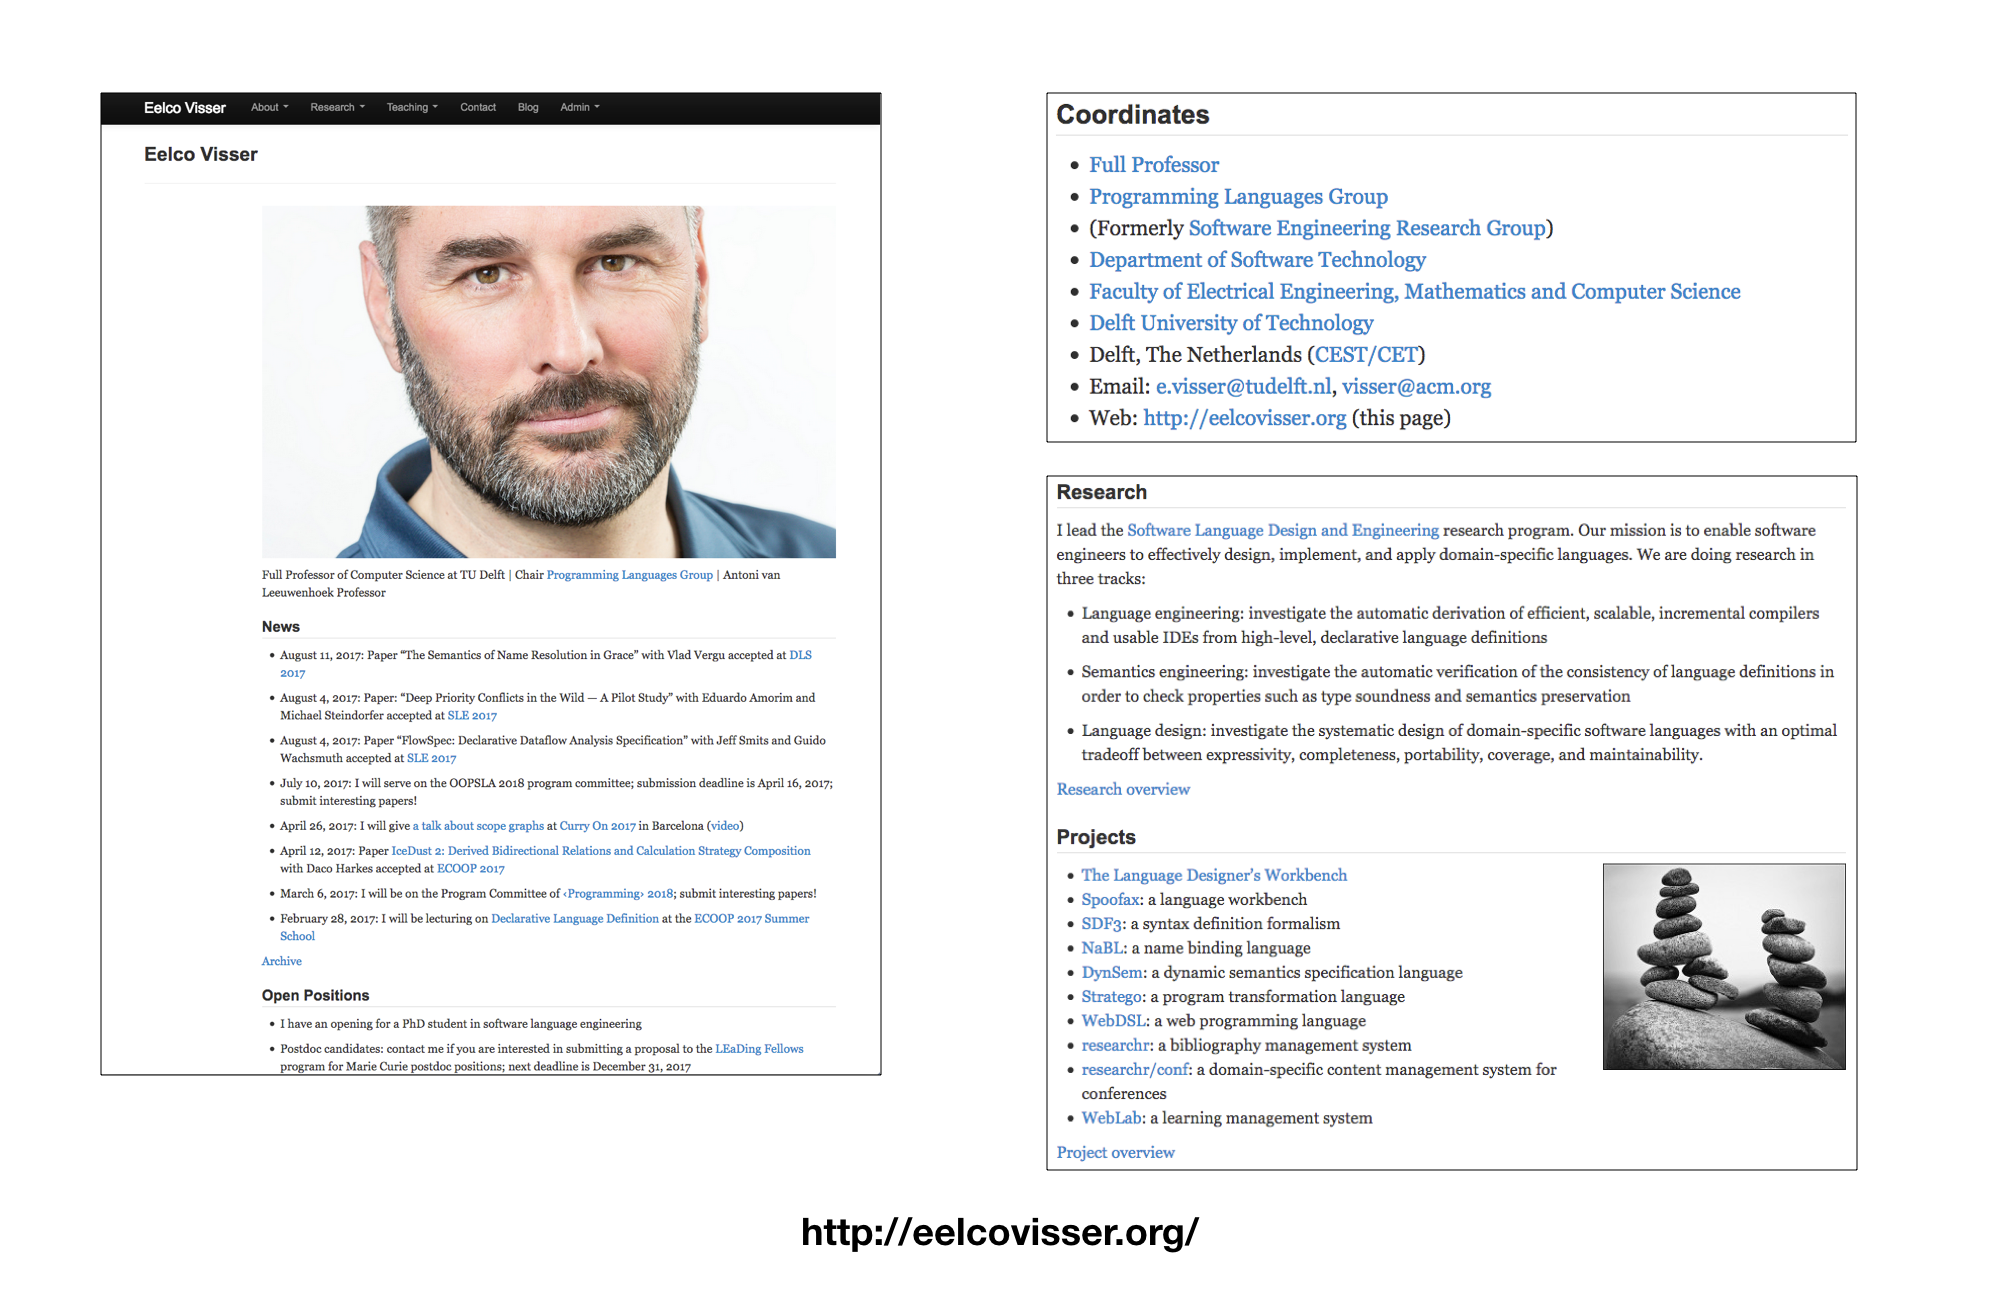 Eelco Visser About Research Teaching Contact Blog Admin
Eelco Visser
Full Professor of Computer Science at TU Delft | Chair Programming Languages Group | Antoni van
Leeuwenhoek Professor
News
• August 11, 2017: Paper “The Semantics of Name Resolution in Grace” with Vlad Vergu accepted at DLS
2017
• August 4, 2017: Paper: “Deep Priority Conflicts in the Wild — A Pilot Study” with Eduardo Amorim and
Michael Steindorfer accepted at SLE 2017
• August 4, 2017: Paper “FlowSpec: Declarative Dataflow Analysis Specification” with Jeff Smits and Guido
Wachsmuth accepted at SLE 2017
• July 10, 2017: I will serve on the OOPSLA 2018 program committee; submission deadline is April 16, 2017;
submit interesting papers!
• April 26, 2017: I will give a talk about scope graphs at Curry On 2017 in Barcelona (video)
• April 12, 2017: Paper IceDust 2: Derived Bidirectional Relations and Calculation Strategy Composition
with Daco Harkes accepted at ECOOP 2017
• March 6, 2017: I will be on the Program Committee of ‹Programming› 2018; submit interesting papers!
• February 28, 2017: I will be lecturing on Declarative Language Definition at the ECOOP 2017 Summer
School
Archive
Open Positions
• I have an opening for a PhD student in software language engineering
• Postdoc candidates: contact me if you are interested in submitting a proposal to the LEaDing Fellows
program for Marie Curie postdoc positions; next deadline is December 31, 2017
Coordinates
• Full Professor
• Programming Languages Group
• (Formerly Software Engineering Research Group)
• Department of Software Technology
• Faculty of Electrical Engineering, Mathematics and Computer Science
• Delft University of Technology
• Delft, The Netherlands (CEST/CET)
• Email: e.visser@tudelft.nl, visser@acm.org
• Web: http://eelcovisser.org (this page)
Research
I lead the Software Language Design and Engineering research program. Our mission is to enable software
engineers to effectively design, implement, and apply domain-specific languages. We are doing research in
three tracks:
• Language engineering: investigate the automatic derivation of efficient, scalable, incremental compilers
and usable IDEs from high-level, declarative language definitions
• Semantics engineering: investigate the automatic verification of the consistency of language definitions in
order to check properties such as type soundness and semantics preservation
• Language design: investigate the systematic design of domain-specific software languages with an optimal
tradeoff between expressivity, completeness, portability, coverage, and maintainability.
Research overview
Projects
• The Language Designer's Workbench
• Spoofax: a language workbench
• SDF3: a syntax definition formalism
• NaBL: a name binding language
• DynSem: a dynamic semantics specification language
• Stratego: a program transformation language
• WebDSL: a web programming language
• researchr: a bibliography management system
• researchr/conf: a domain-specific content management system for
conferences
• WebLab: a learning management system
Project overview
http://eelcovisser.org/